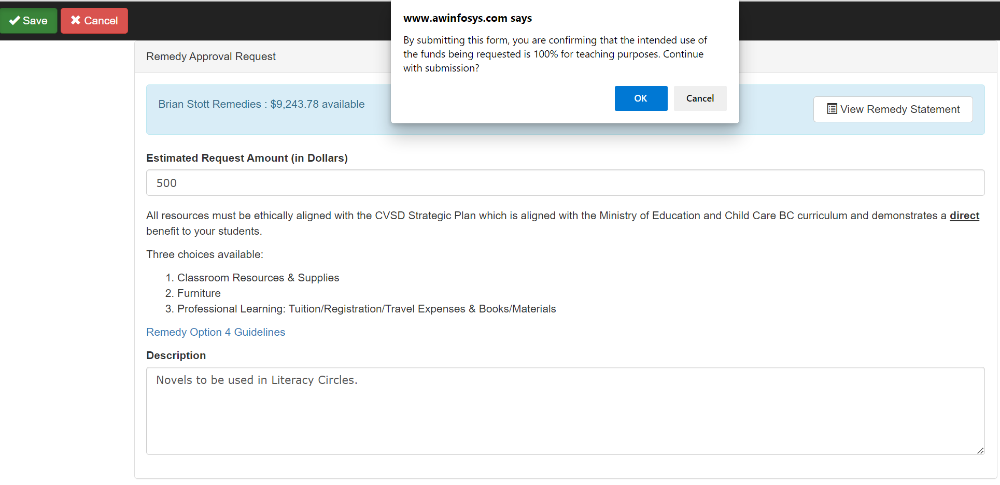 Save
Cancel
www.awinfosys.com says
By submitting this form, you are confirming that the intended use of
the funds being requested is 100% for teaching purposes. Continue
with submission?
OK
Cancel
Remedy Approval Request
Brian Stott Remedies : $9,243.78 available
View Remedy Statement
Estimated Request Amount (in Dollars)
500
All resources must be ethically aligned with the CVSD Strategic Plan which is aligned with the Ministry of Education and Child Care BC curriculum and demonstrates a direct
benefit to your students.
Three choices available:
1. Classroom Resources & Supplies
2. Furniture
3. Professional Learning: Tuition/Registration/Travel Expenses & Books/Materials
Remedy Option 4 Guidelines
Description
Novels to be used in Literacy Circles.